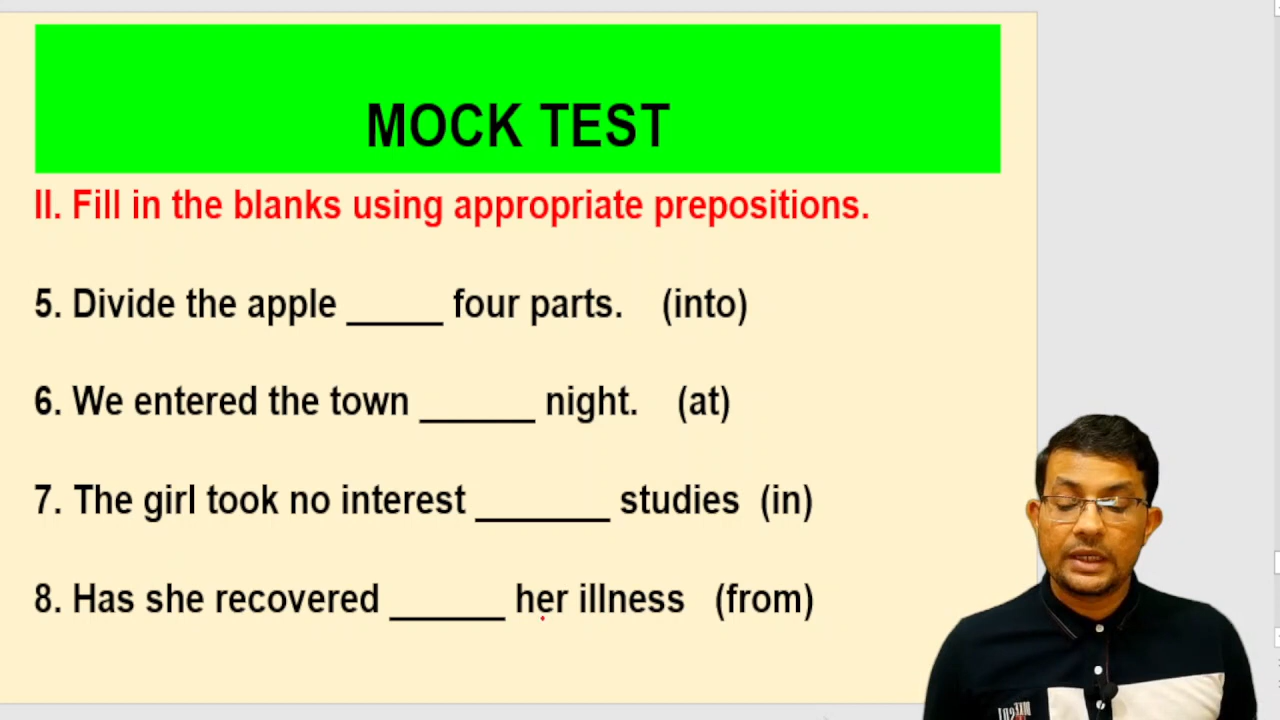 MOCK TEST
II. Fill in the blanks using appropriate prepositions.
5. Divide the apple _____ four parts. (into)
6. We entered the town ______ night. (at)
7. The girl took no interest _______ studies (in)
8. Has she recovered ______ her illness (from)